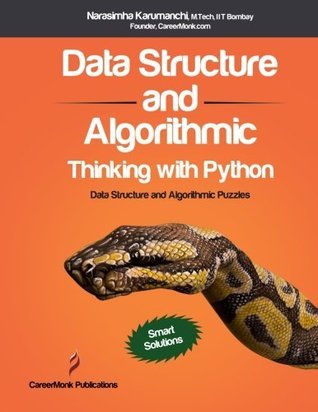 Narasimha Karumanchi, M.Tech, IIT Bombay
Founder, CareerMonk.com
Data Structure
and
Algorithmic
Thinking with Python
Data Structure and Algorithmic Puzzles
Smart
Solutions
CareerMonk Publications